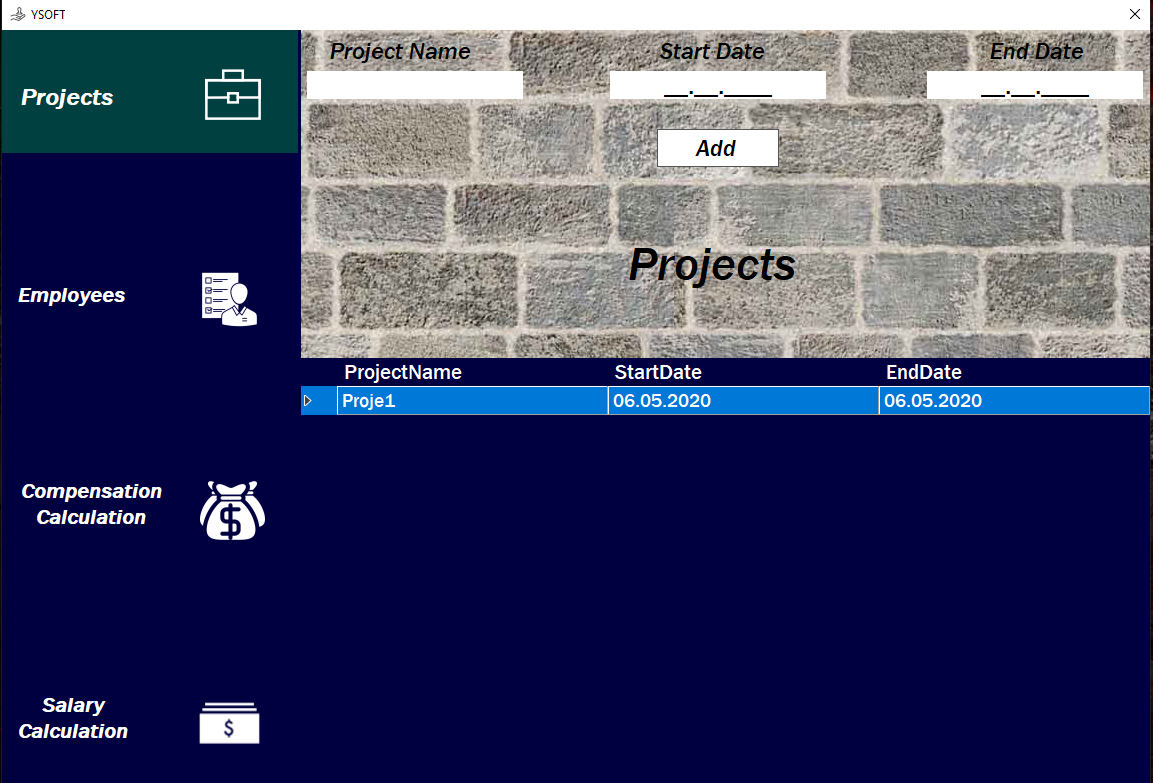 YSOFT
Projects
Employees
Compensation
Calculation
Salary
Calculation
$
$
Project Name Start Date End Date
__.__.____ __.__.____
Add
Projects
ProjectName StartDate EndDate
Proje1 06.05.2020 06.05.2020